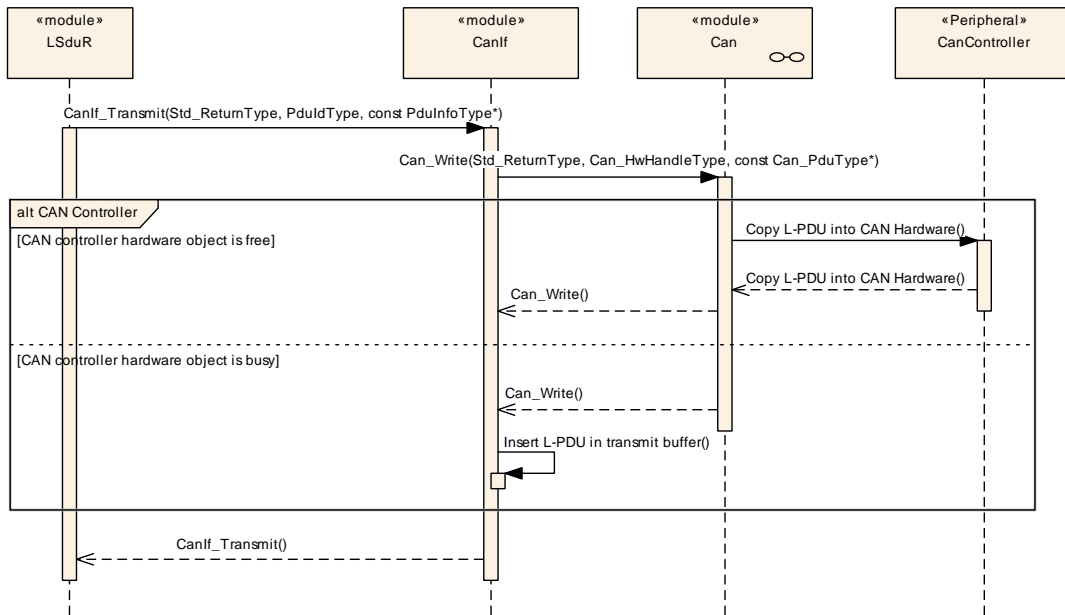 «module»
LSduR
«module»
CanIf
«module»
Can
«Peripheral»
CanController
CanIf_Transmit(Std_ReturnType, PduIdType, const PduInfoType*)
Can_Write(Std_ReturnType, Can_HwHandleType, const Can_PduType*)
alt CAN Controller
[CAN controller hardware object is free]
Copy L-PDU into CAN Hardware()
Copy L-PDU into CAN Hardware()
Can_Write()
[CAN controller hardware object is busy]
Can_Write()
Insert L-PDU in transmit buffer()
CanIf_Transmit()